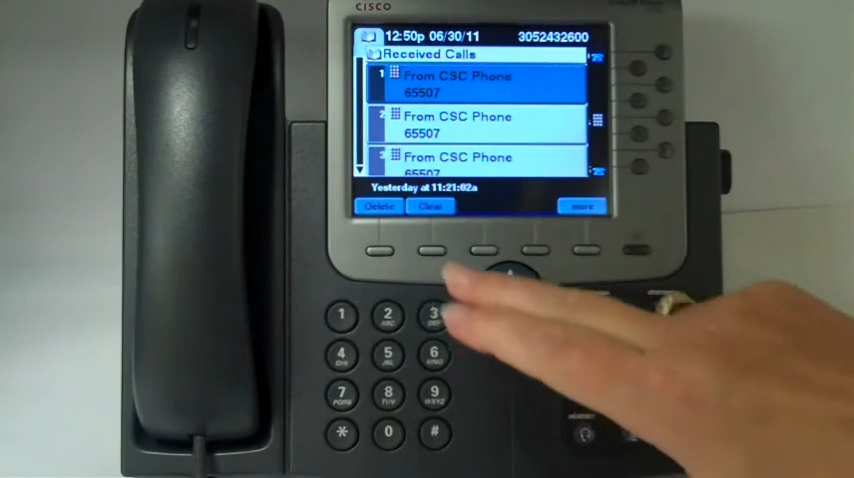 CISCO
12:50p 06/30/11 3052432600
Received Calls
1 From CSC Phone
65507
2 From CSC Phone
65507
3 From CSC Phone
65507
Yesterday at 11:21:02a
Delete Clear more
1 2 3
ABC DEF
4 5 6
GHI JKL MNO
7 8 9
PQRS TUV WXYZ
* 0 #
HEADSET